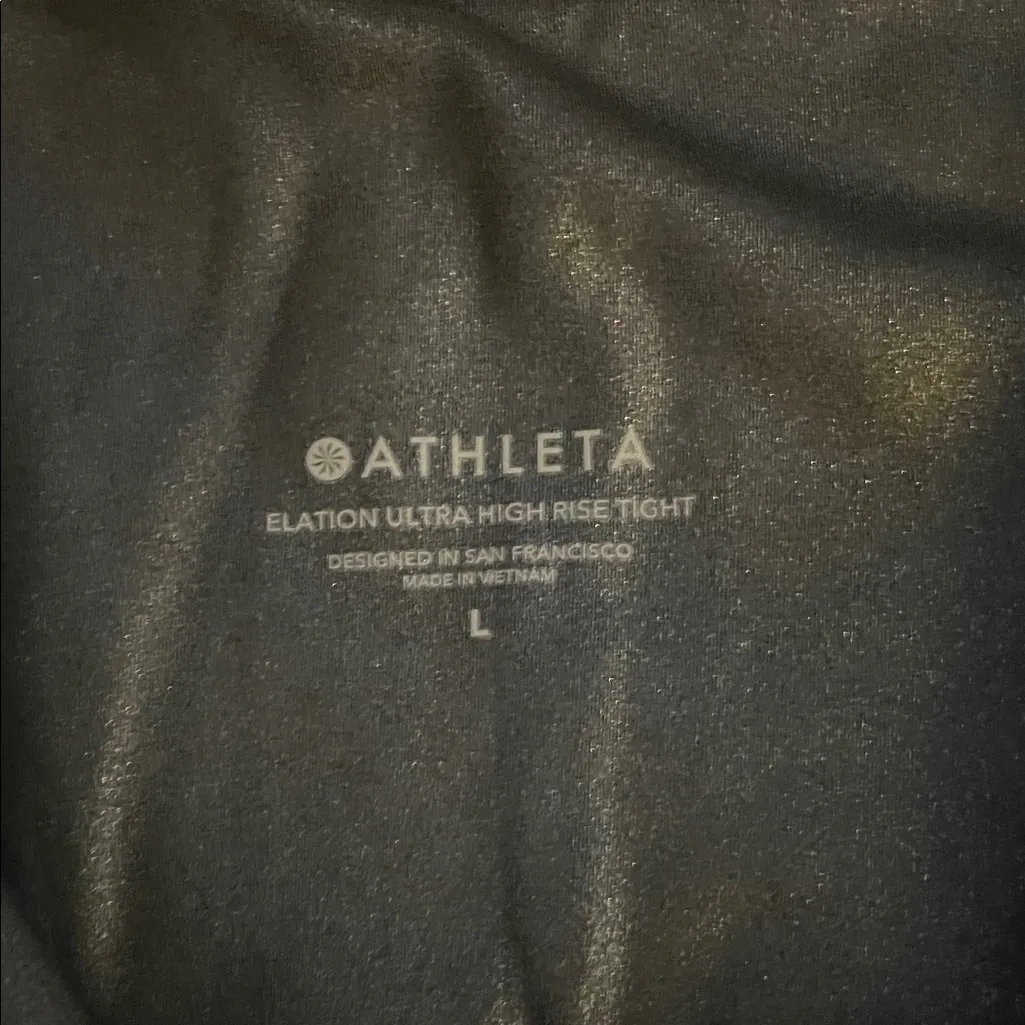 ATHLETA
ELATION ULTRA HIGH RISE TIGHT
DESIGNED IN SAN FRANCISCO
MADE IN VIETNAM
L